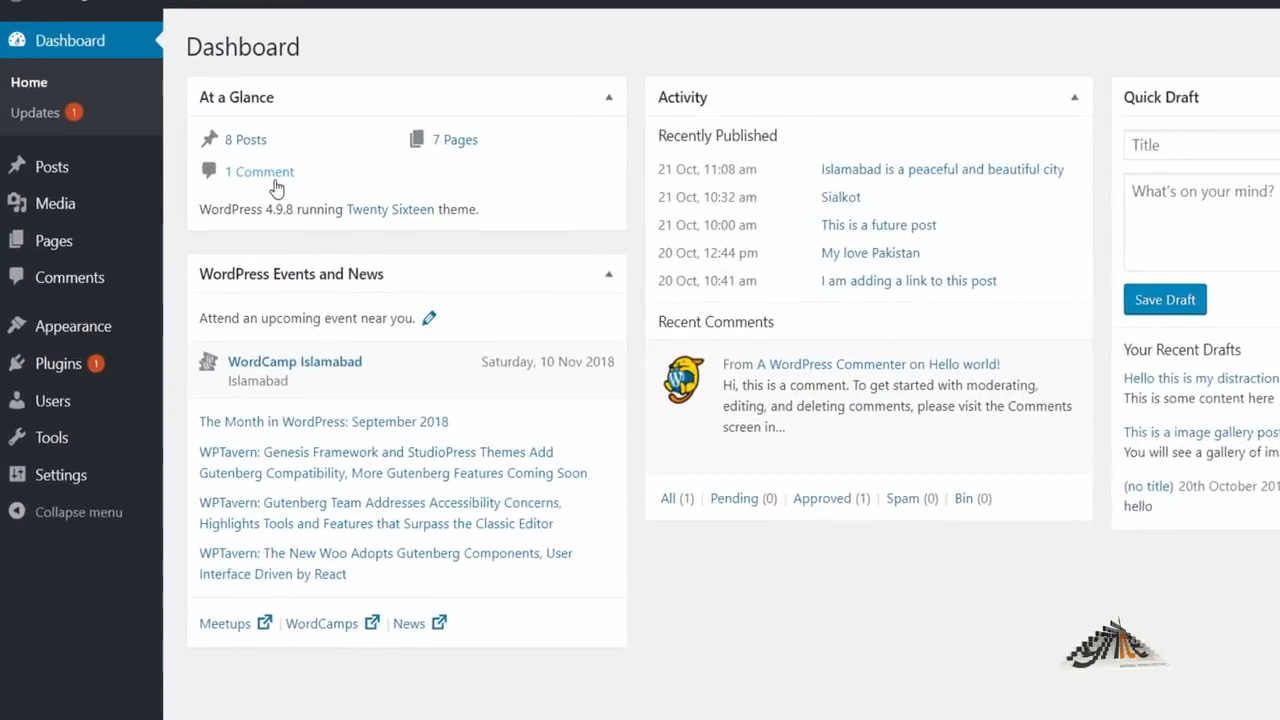 Dashboard
Home
Updates 1
Posts
Media
Pages
Comments
Appearance
Plugins 1
Users
Tools
Settings
Collapse menu
Dashboard
At a Glance
8 Posts
7 Pages
1 Comment
WordPress 4.9.8 running Twenty Sixteen theme.
WordPress Events and News
Attend an upcoming event near you.
WordCamp Islamabad
Saturday, 10 Nov 2018
Islamabad
The Month in WordPress: September 2018
WPTavern: Genesis Framework and StudioPress Themes Add
Gutenberg Compatibility, More Gutenberg Features Coming Soon
WPTavern: Gutenberg Team Addresses Accessibility Concerns,
Highlights Tools and Features that Surpass the Classic Editor
WPTavern: The New Woo Adopts Gutenberg Components, User
Interface Driven by React
Meetups | WordCamps | News
Activity
Recently Published
21 Oct, 11:08 am Islamabad is a peaceful and beautiful city
21 Oct, 10:32 am Sialkot
21 Oct, 10:00 am This is a future post
20 Oct, 12:44 pm My love Pakistan
20 Oct, 10:41 am I am adding a link to this post
Recent Comments
From A WordPress Commenter on Hello world!
Hi, this is a comment. To get started with moderating,
editing, and deleting comments, please visit the Comments
screen in...
All (1) | Pending (0) | Approved (1) | Spam (0) | Bin (0)
Quick Draft
Title
What's on your mind?
Save Draft
Your Recent Drafts
Hello this is my distraction
This is some content here
This is a image gallery post
You will see a gallery of im
(no title) 20th October 201
hello